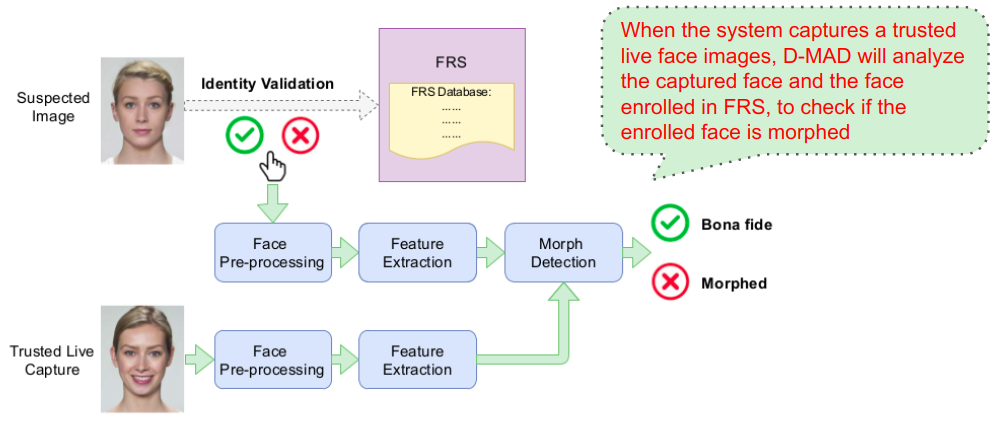 When the system captures a trusted
live face images, D-MAD will analyze
the captured face and the face
enrolled in FRS, to check if the
enrolled face is morphed
Suspected
Image
Identity Validation
FRS
FRS Database:
......
......
......
Face
Pre-processing
Feature
Extraction
Morph
Detection
Bona fide
Morphed
Trusted Live
Capture
Face
Pre-processing
Feature
Extraction